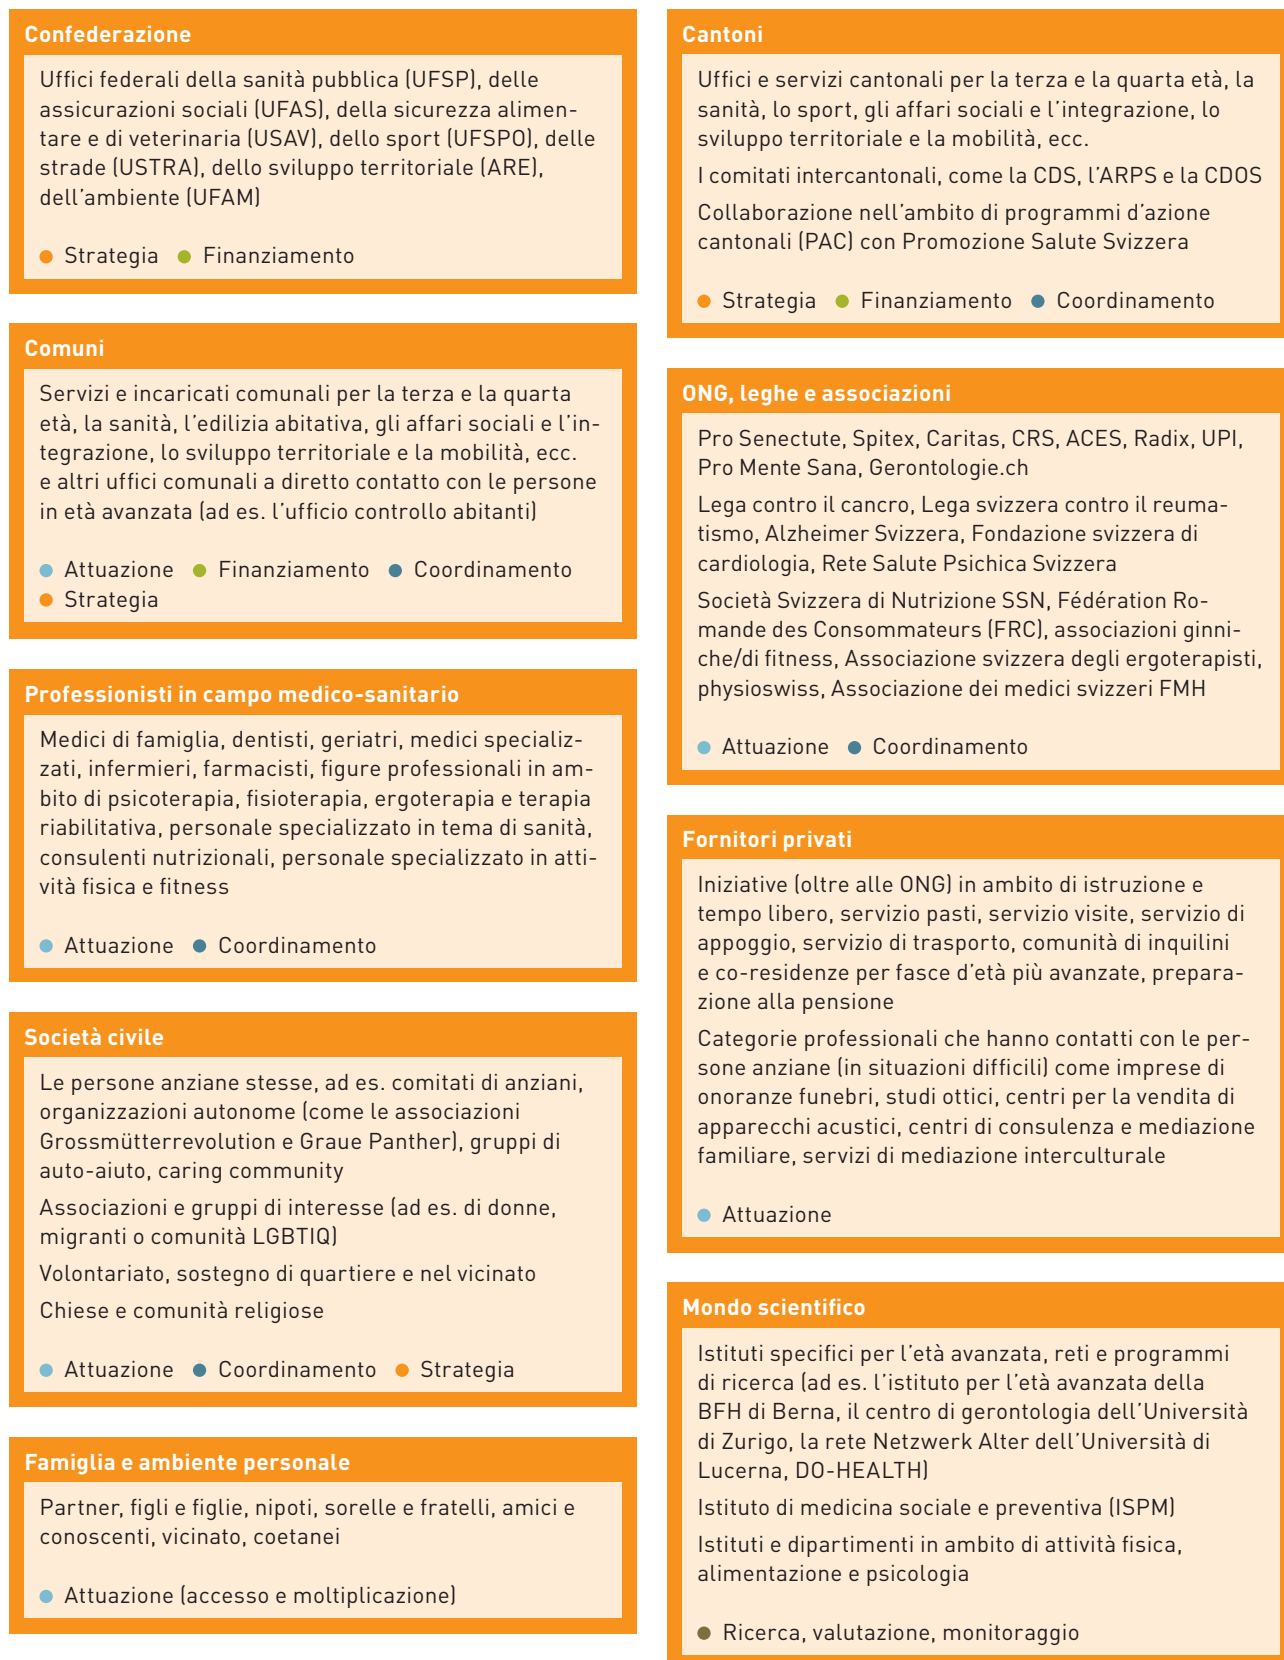 Confederazione
Uffici federali della sanità pubblica (UFSP), delle
assicurazioni sociali (UFAS), della sicurezza alimen-
tare e di veterinaria (USAV), dello sport (UFSPO), delle
strade (USTRA), dello sviluppo territoriale (ARE),
dell'ambiente (UFAM)
Strategia Finanziamento
Comuni
Servizi e incaricati comunali per la terza e la quarta
età, la sanità, l'edilizia abitativa, gli affari sociali e l'in-
tegrazione, lo sviluppo territoriale e la mobilità, ecc.
e altri uffici comunali a diretto contatto con le persone
in età avanzata (ad es. l'ufficio controllo abitanti)
Attuazione Finanziamento Coordinamento
Strategia
Professionisti in campo medico-sanitario
Medici di famiglia, dentisti, geriatri, medici specializ-
zati, infermieri, farmacisti, figure professionali in am-
bito di psicoterapia, fisioterapia, ergoterapia e terapia
riabilitativa, personale specializzato in tema di sanità,
consulenti nutrizionali, personale specializzato in atti-
vità fisica e fitness
Attuazione Coordinamento
Società civile
Le persone anziane stesse, ad es. comitati di anziani,
organizzazioni autonome (come le associazioni
Grossmütterrevolution e Graue Panther), gruppi di
auto-aiuto, caring community
Associazioni e gruppi di interesse (ad es. di donne,
migranti o comunità LGBTIQ)
Volontariato, sostegno di quartiere e nel vicinato
Chiese e comunità religiose
Attuazione Coordinamento Strategia
Famiglia e ambiente personale
Partner, figli e figlie, nipoti, sorelle e fratelli, amici e
conoscenti, vicinato, coetanei
Attuazione (accesso e moltiplicazione)
Cantoni
Uffici e servizi cantonali per la terza e la quarta età, la
sanità, lo sport, gli affari sociali e l'integrazione, lo
sviluppo territoriale e la mobilità, ecc.
I comitati intercantonali, come la CDS, l'ARPS e la CDOS
Collaborazione nell'ambito di programmi d'azione
cantonali (PAC) con Promozione Salute Svizzera
Strategia Finanziamento Coordinamento
ONG, leghe e associazioni
Pro Senectute, Spitex, Caritas, CRS, ACES, Radix, UPI,
Pro Mente Sana, Gerontologie.ch
Lega contro il cancro, Lega svizzera contro il reuma-
tismo, Alzheimer Svizzera, Fondazione svizzera di
cardiologia, Rete Salute Psichica Svizzera
Società Svizzera di Nutrizione SSN, Fédération Ro-
mande des Consommateurs (FRC), associazioni ginni-
che/di fitness, Associazione svizzera degli ergoterapisti,
physioswiss, Associazione dei medici svizzeri FMH
Attuazione Coordinamento
Fornitori privati
Iniziative (oltre alle ONG) in ambito di istruzione e
tempo libero, servizio pasti, servizio visite, servizio di
appoggio, servizio di trasporto, comunità di inquilini
e co-residenze per fasce d'età più avanzate, prepara-
zione alla pensione
Categorie professionali che hanno contatti con le per-
sone anziane (in situazioni difficili) come imprese di
onoranze funebri, studi ottici, centri per la vendita di
apparecchi acustici, centri di consulenza e mediazione
familiare, servizi di mediazione interculturale
Attuazione
Mondo scientifico
Istituti specifici per l'età avanzata, reti e programmi
di ricerca (ad es. l'istituto per l'età avanzata della
BFH di Berna, il centro di gerontologia dell'Università
di Zurigo, la rete Netzwerk Alter dell'Università di
Lucerna, DO-HEALTH)
Istituto di medicina sociale e preventiva (ISPM)
Istituti e dipartimenti in ambito di attività fisica,
alimentazione e psicologia
Ricerca, valutazione, monitoraggio